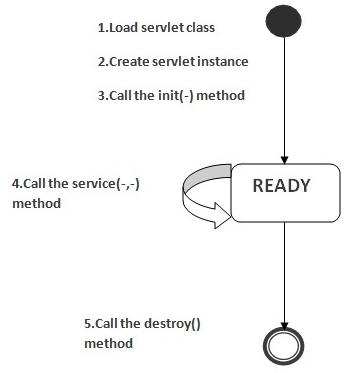 1.Load servlet class
2.Create servlet instance
3.Call the init(-) method
4.Call the service(-,-)
method
READY
5.Call the destroy()
method